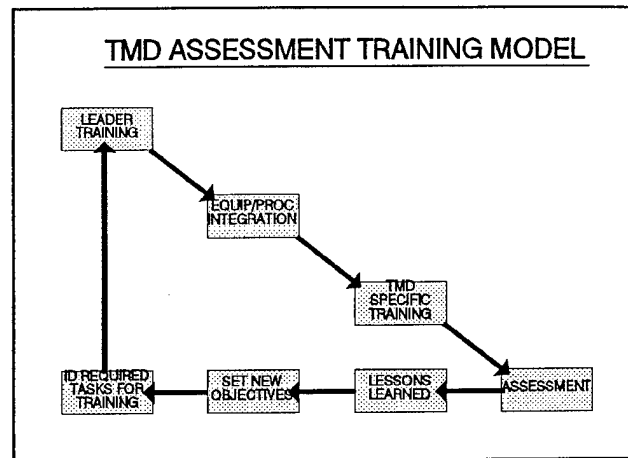 TMD ASSESSMENT TRAINING MODEL
LEADER
TRAINING
EQUIP/PROC
INTEGRATION
TMD
SPECIFIC
TRAINING
ASSESSMENT
LESSONS
LEARNED
SET NEW
OBJECTIVES
ID REQUIRED
TASKS FOR
TRAINING